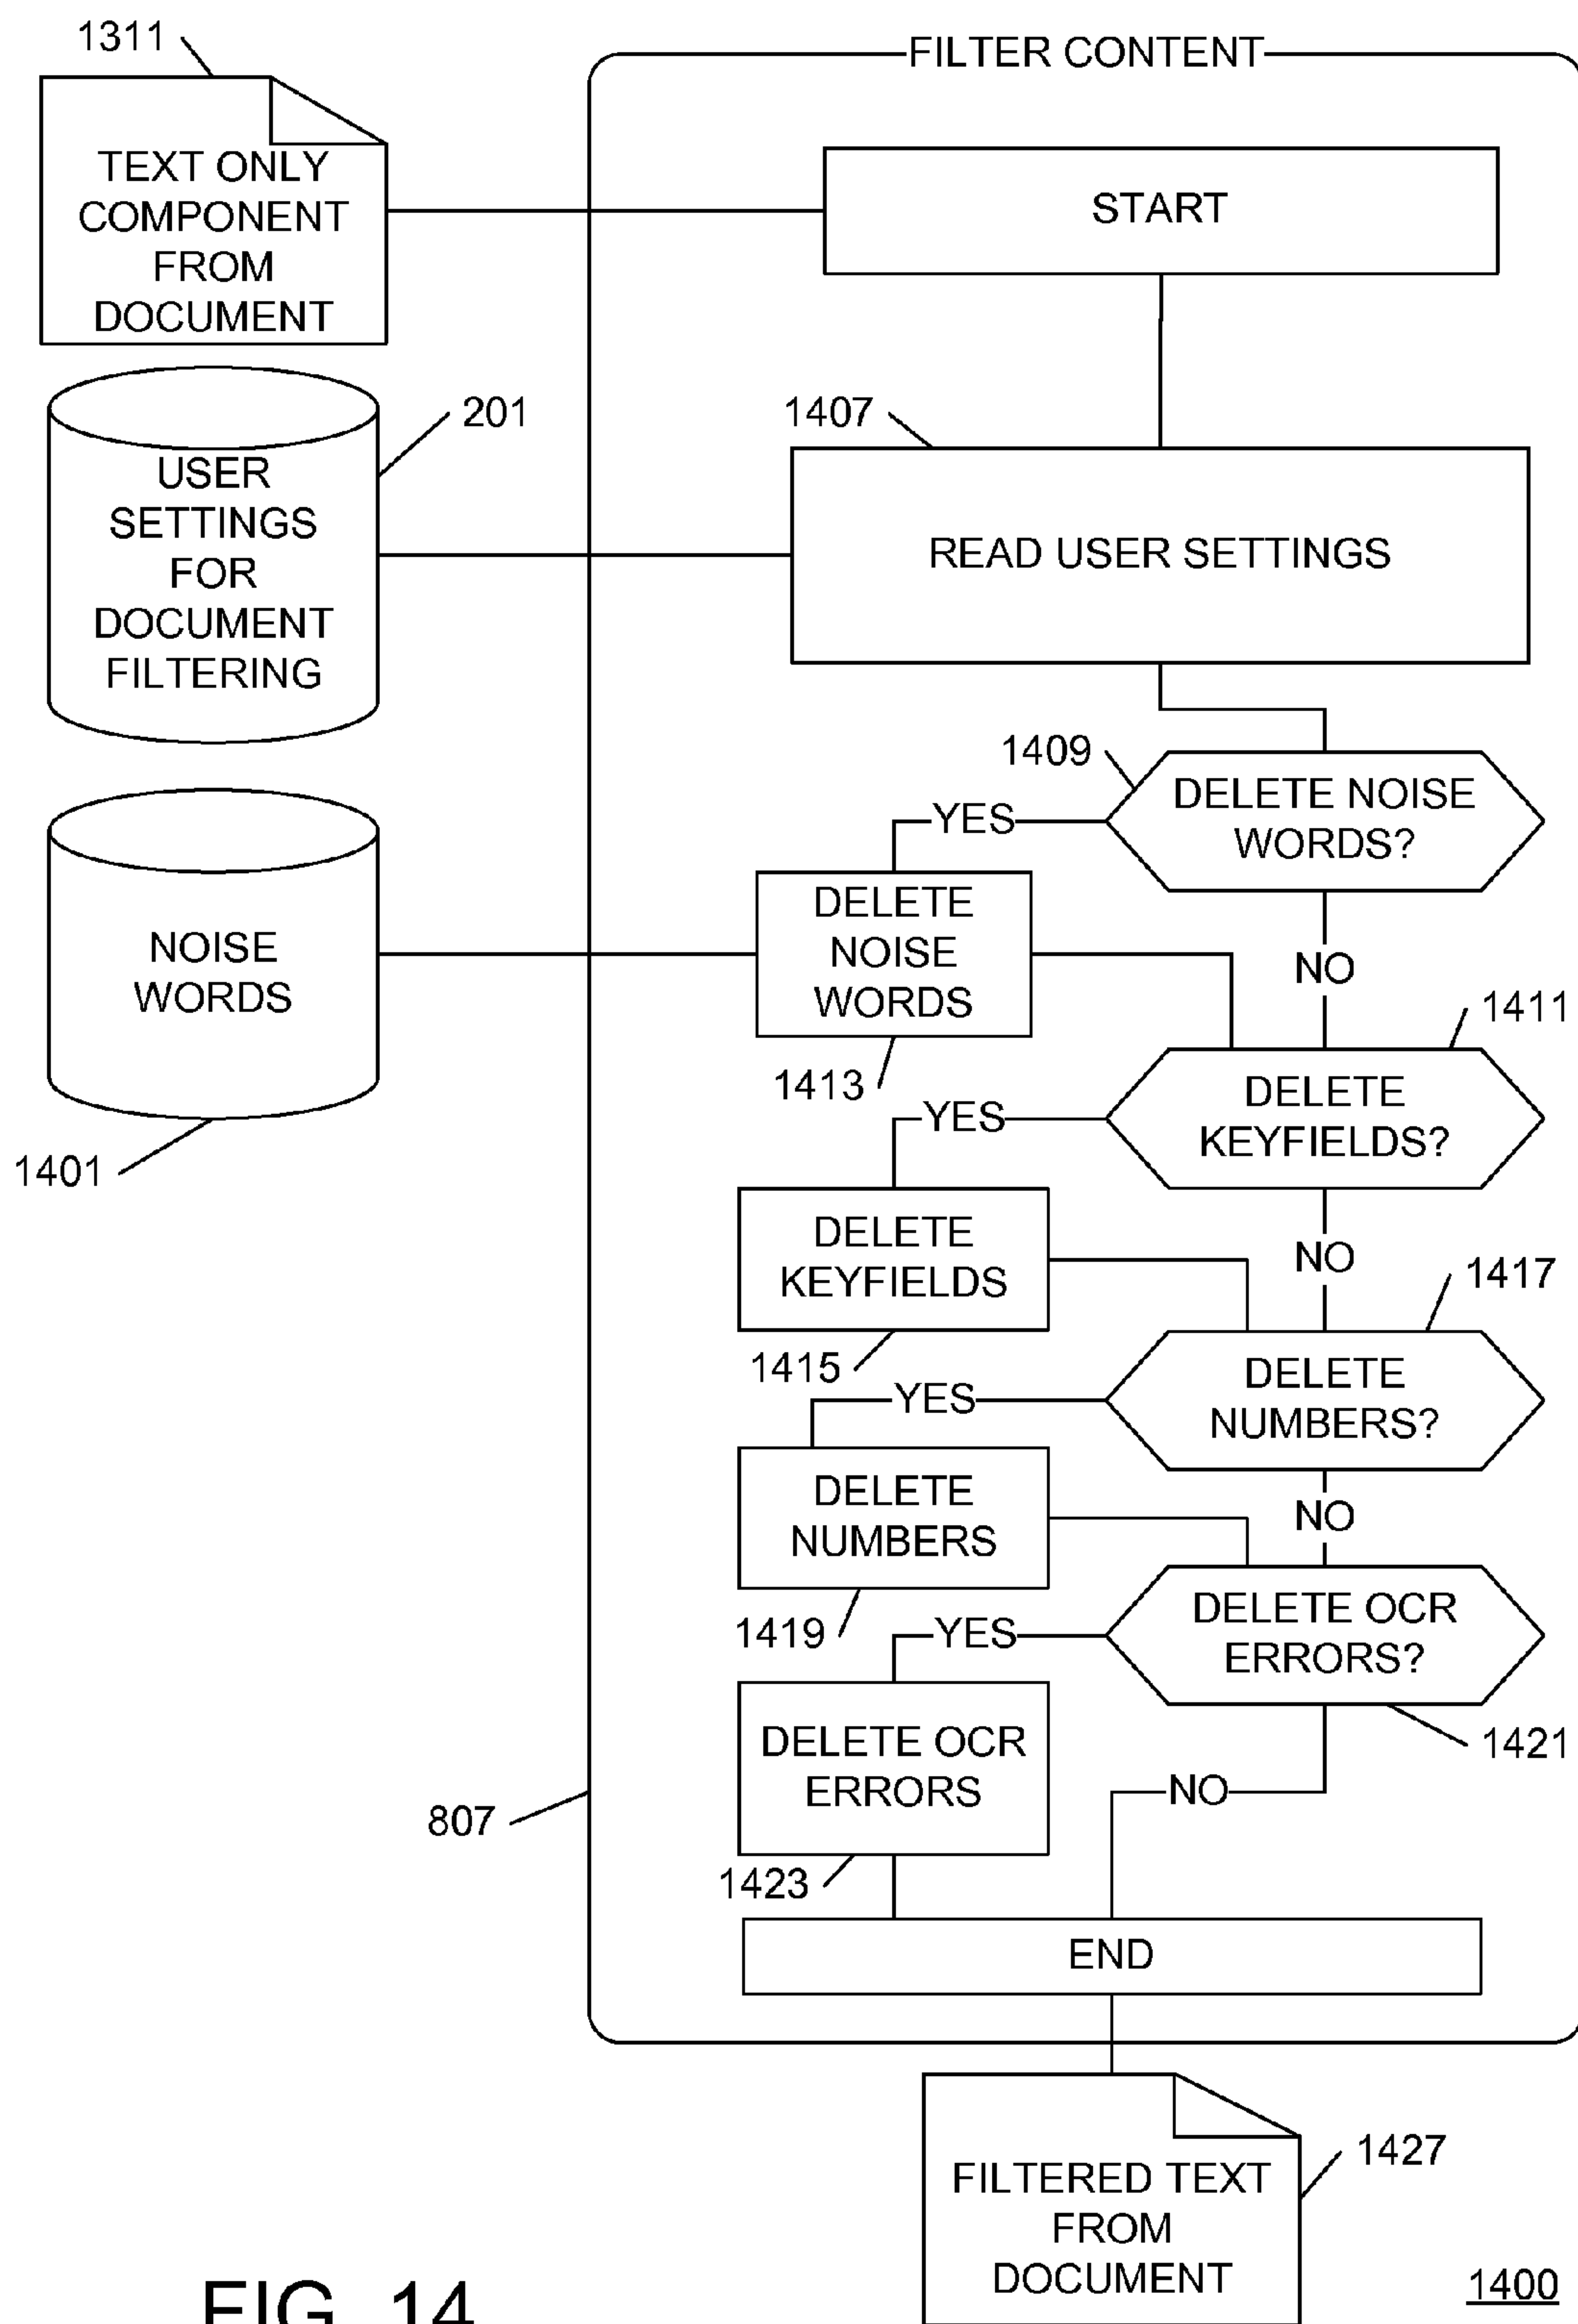 1311
FILTER CONTENT
TEXT ONLY
COMPONENT
FROM
DOCUMENT
START
201
1407
USER
SETTINGS
FOR
DOCUMENT
FILTERING
READ USER SETTINGS
1409
DELETE NOISE
WORDS?
YES
NO
NOISE
WORDS
1401
DELETE
NOISE
WORDS
1413
1411
DELETE
KEYFIELDS?
YES
NO
DELETE
KEYFIELDS
1415
1417
DELETE
NUMBERS?
YES
NO
DELETE
NUMBERS
1419
DELETE OCR
ERRORS?
YES
1421
NO
DELETE OCR
ERRORS
807
1423
END
1427
FILTERED TEXT
FROM
DOCUMENT
1400
FIG. 14